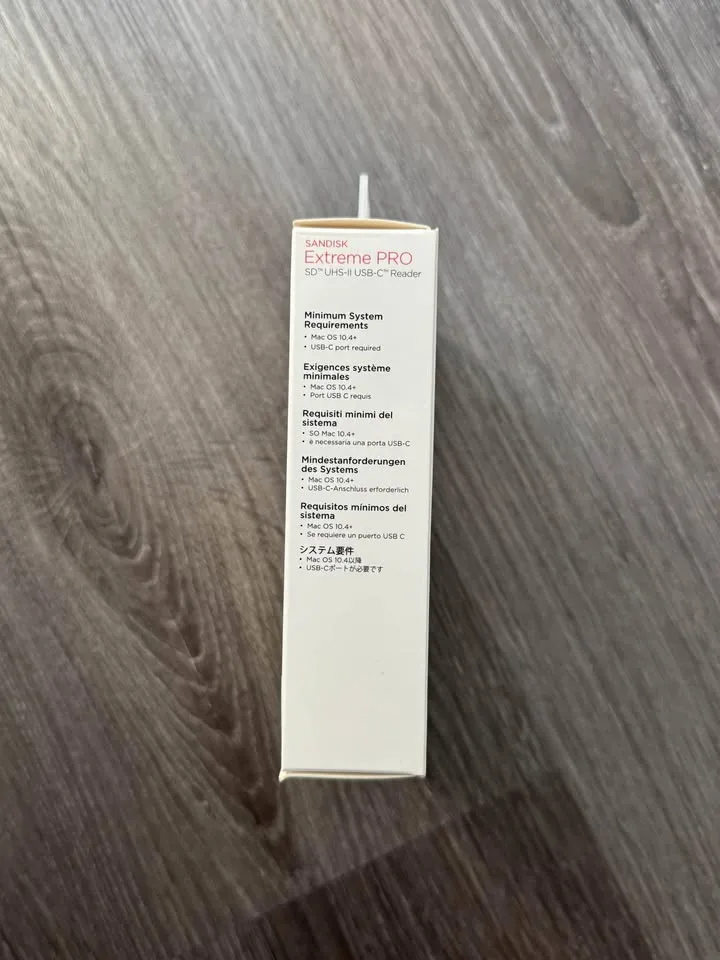 SANDISK
Extreme PRO
SD™ UHS-II USB-C™ Reader
Minimum System
Requirements
• Mac OS 10.4+
• USB-C port required
Exigences système
minimales
• Mac OS 10.4+
• Port USB C requis
Requisiti minimi del
sistema
• SO Mac 10.4+
• è necessaria una porta USB-C
Mindestanforderungen
des Systems
• Mac OS 10.4+
• USB-C-Anschluss erforderlich
Requisitos mínimos del
sistema
• Mac OS 10.4+
• Se requiere un puerto USB C
システム要件
• Mac OS 10.4以降
• USB-Cポートが必要です